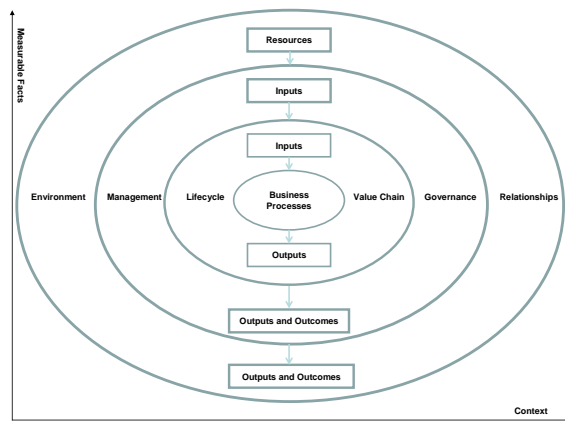 Measurable Facts
Resources
Inputs
Inputs
Environment
Management
Lifecycle
Business
Processes
Value Chain
Governance
Relationships
Outputs
Outputs and Outcomes
Outputs and Outcomes
Context